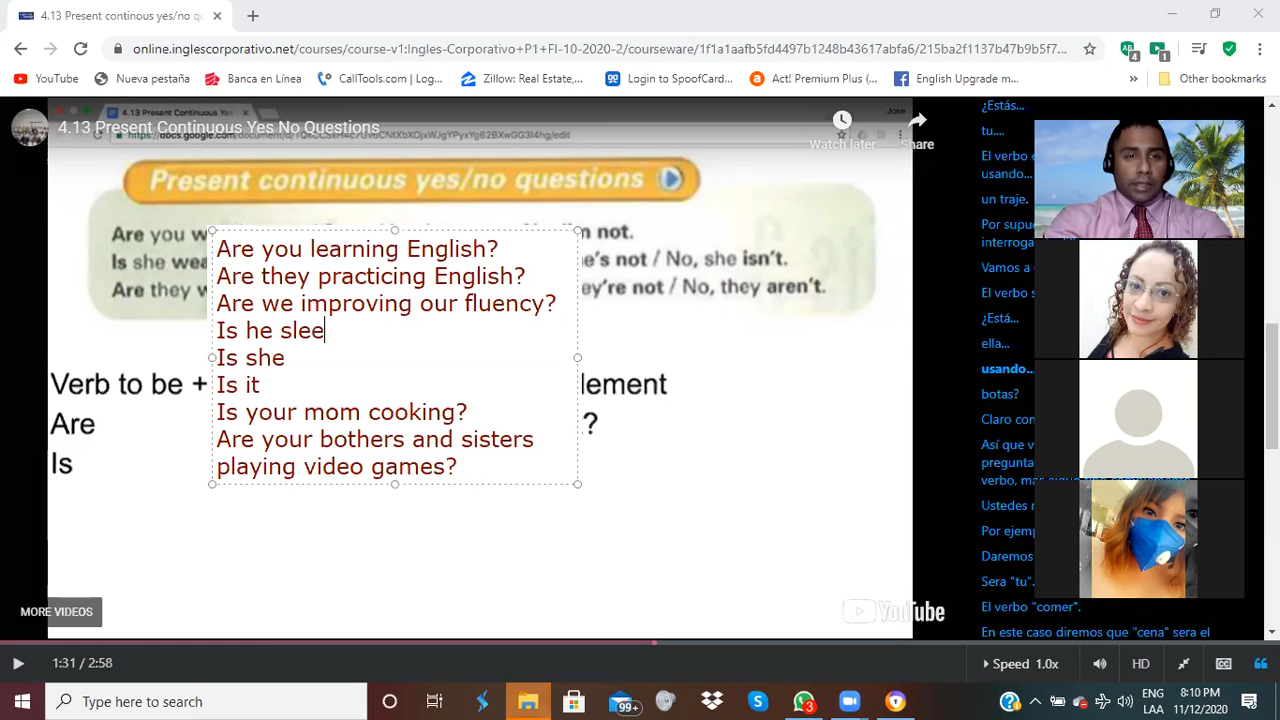 4.13 Present continous yes/no qu
online.inglescorporativo.net/courses/course-v1:Ingles-Corporativo+P1+FI-10-2020-2/courseware/1f1a1aafb5fd4497b1248b43517abfa6/215ba2f1137b47b9b5f7...
YouTube
Nueva pestaña
Banca en Línea
CallTools.com | Log...
Zillow: Real Estate,...
Login to SpoofCard...
Act! Premium Plus (...
English Upgrade m...
Other bookmarks
4.13 Present Continuous Yes No Questions
Watch later
Share
Present continuous yes/no questions
Are you w
not.
Is she wea
he's not / No, she isn't.
Are they w
ey're not / No, they aren't.
Are you learning English?
Are they practicing English?
Are we improving our fluency?
Is he slee
Is she
Is it
Is your mom cooking?
Are your bothers and sisters
playing video games?
Verb to be +
lement
Are
?
Is
MORE VIDEOS
YouTube
¿Estás...
tu....
El verbo e
usando...
un traje.
Por supu
interroga
Vamos a
El verbo s
¿Está...
ella...
usando...
botas?
Claro con
Así que v
pregunta
verbo, mas
Ustedes
Por ejemp
Daremos
Sera "tu".
El verbo "comer".
En este caso diremos que "cena" sera el
1:31 / 2:58
Speed 1.0x
HD
Type here to search
99+
3
ENG
LAA
8:10 PM
11/12/2020